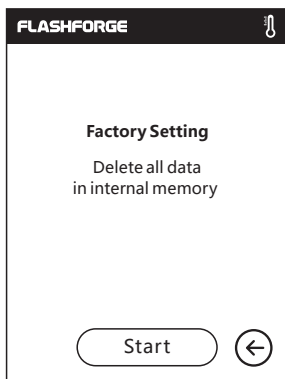 FLASHFORGE
Factory Setting
Delete all data
in internal memory
Start